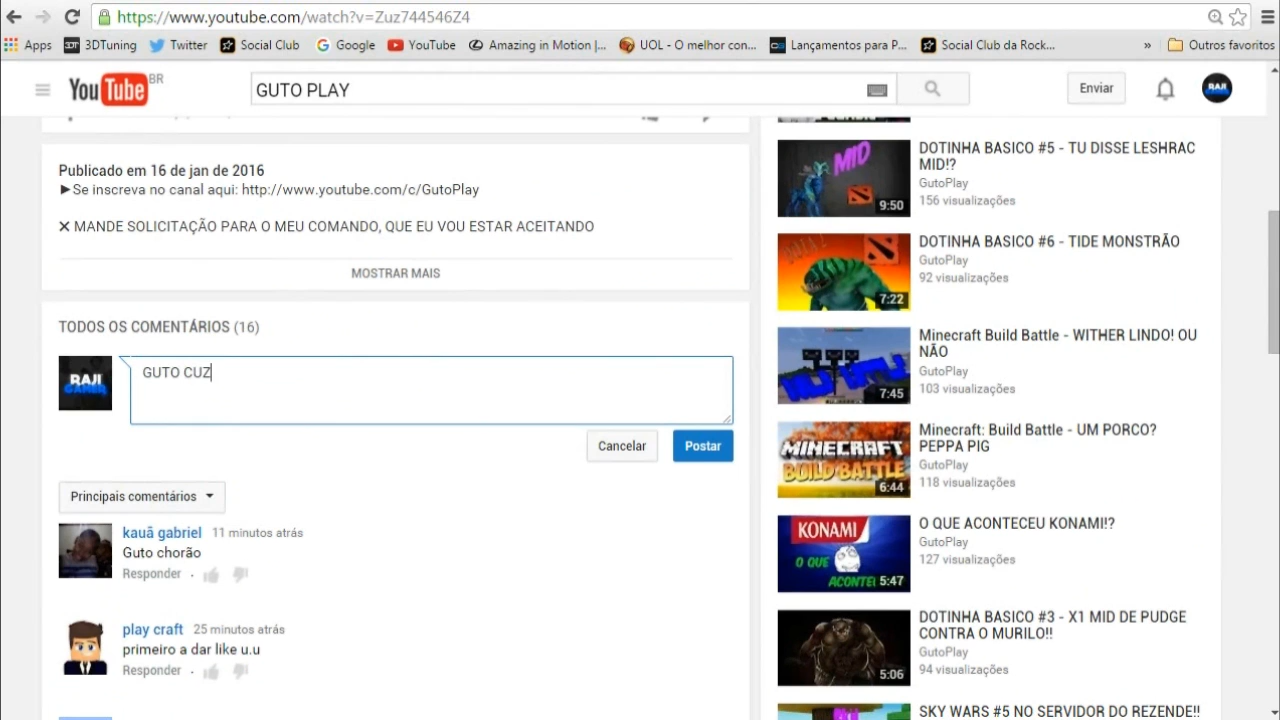 https://www.youtube.com/watch?v=Zuz744546Z4
Apps
3DTuning
Twitter
Social Club
Google
YouTube
Amazing in Motion |...
UOL - O melhor con...
Lançamentos para P...
Social Club da Rock...
»
Outros favoritos
YouTube BR
GUTO PLAY
Enviar
RAJI
Publicado em 16 de jan de 2016
►Se inscreva no canal aqui: http://www.youtube.com/c/GutoPlay
✕ MANDE SOLICITAÇÃO PARA O MEU COMANDO, QUE EU VOU ESTAR ACEITANDO
MOSTRAR MAIS
TODOS OS COMENTÁRIOS (16)
RAJI
GUTO CUZ
Cancelar
Postar
Principais comentários
kauã gabriel 11 minutos atrás
Guto chorão
Responder
play craft 25 minutos atrás
primeiro a dar like u.u
Responder
MID
9:50
DOTINHA BASICO #5 - TU DISSE LESHRAC
MID!?
GutoPlay
156 visualizações
7:22
DOTINHA BASICO #6 - TIDE MONSTRÃO
GutoPlay
92 visualizações
7:45
Minecraft Build Battle - WITHER LINDO! OU
NÃO
GutoPlay
103 visualizações
MINECRAFT
BUILD BATTLE
6:44
Minecraft: Build Battle - UM PORCO?
PEPPA PIG
GutoPlay
118 visualizações
KONAMI
O QUE
ACONTE
5:47
O QUE ACONTECEU KONAMI!?
GutoPlay
127 visualizações
5:06
DOTINHA BASICO #3 - X1 MID DE PUDGE
CONTRA O MURILO!!
GutoPlay
94 visualizações
SKY WARS #5 NO SERVIDOR DO REZENDE!!